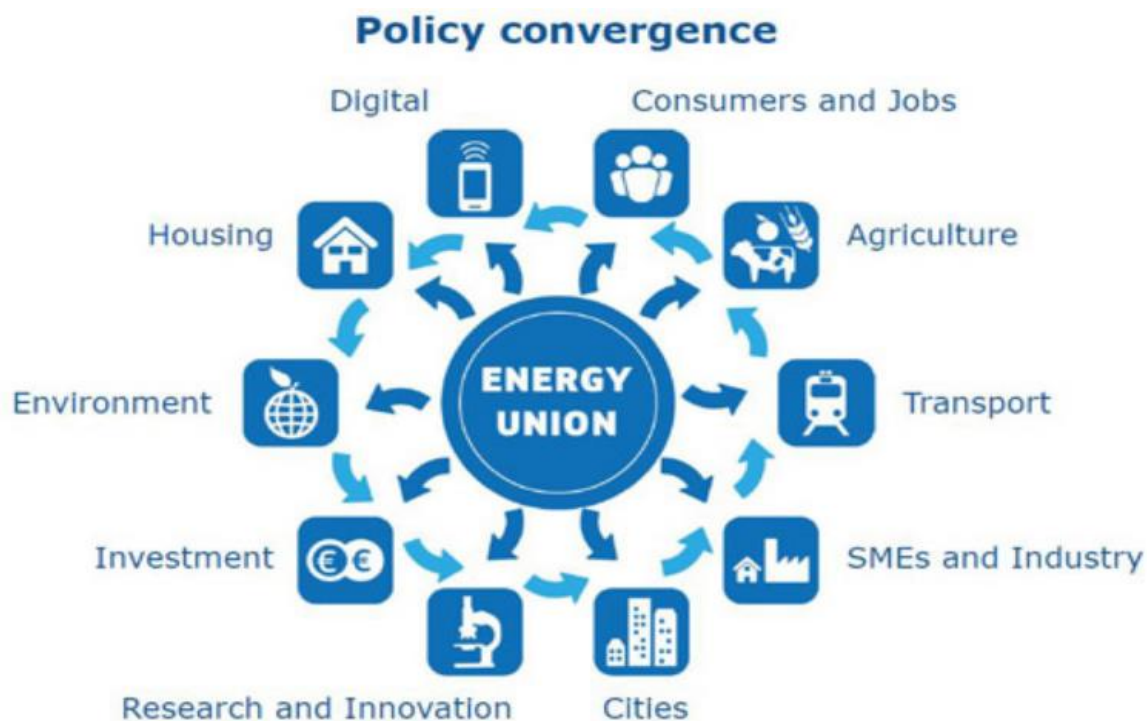 Policy convergence
Digital
Consumers and Jobs
Housing
Agriculture
ENERGY
UNION
Environment
Transport
Investment
€ €
SMEs and Industry
Research and Innovation
Cities